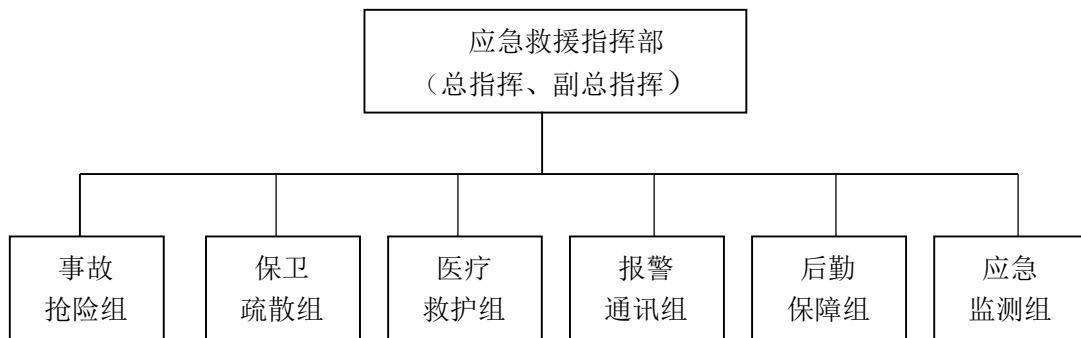 应急救援指挥部
（总指挥、副总指挥）
事故
抢险组
保卫
疏散组
医疗
救护组
报警
通讯组
后勤
保障组
应急
监测组